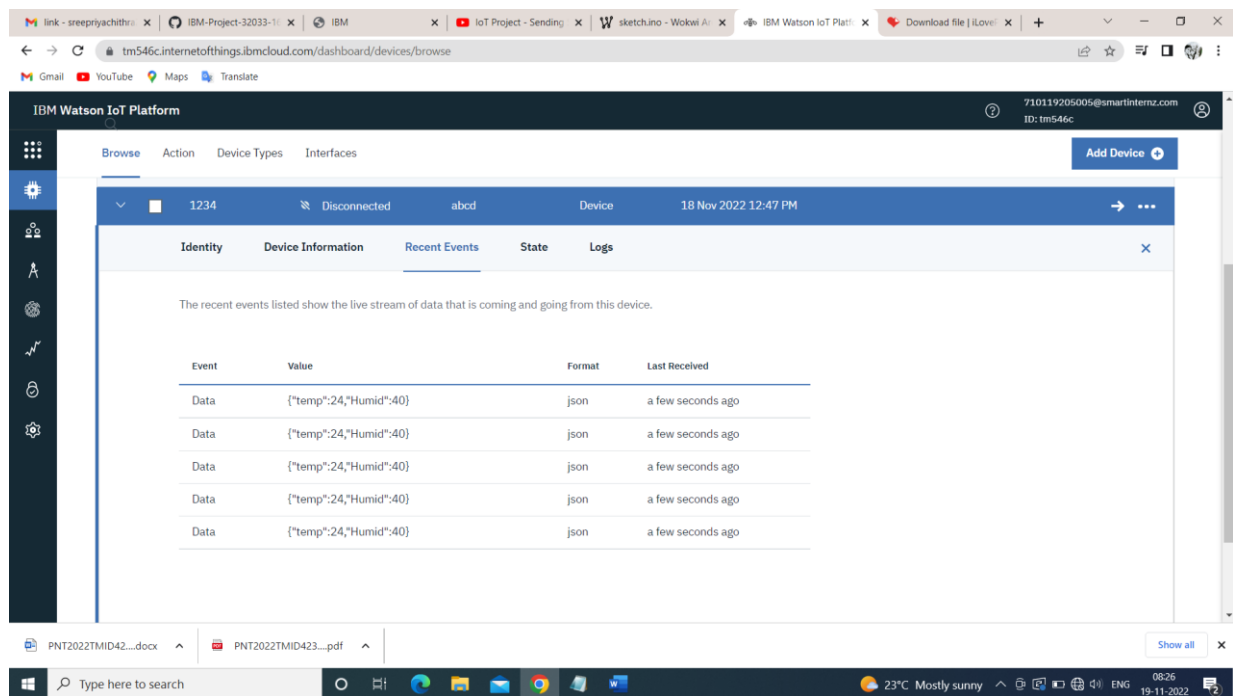 link - sreepriyachithra
IBM-Project-32033-16
IBM
IoT Project - Sending
sketch.ino - Wokwi Ar
IBM Watson IoT Platf
Download file | iLove
tm546c.internetofthings.ibmcloud.com/dashboard/devices/browse
Gmail YouTube Maps Translate
IBM Watson IoT Platform
710119205005@smartinternz.com
ID: tm546c
Browse Action Device Types Interfaces
Add Device
1234 Disconnected abcd Device 18 Nov 2022 12:47 PM
Identity Device Information Recent Events State Logs
The recent events listed show the live stream of data that is coming and going from this device.
Event Value Format Last Received
Data {"temp":24,"Humid":40} json a few seconds ago
Data {"temp":24,"Humid":40} json a few seconds ago
Data {"temp":24,"Humid":40} json a few seconds ago
Data {"temp":24,"Humid":40} json a few seconds ago
Data {"temp":24,"Humid":40} json a few seconds ago
PNT2022TMID42....docx PNT2022TMID423....pdf Show all
Type here to search
23°C Mostly sunny ENG
08:26
19-11-2022
2